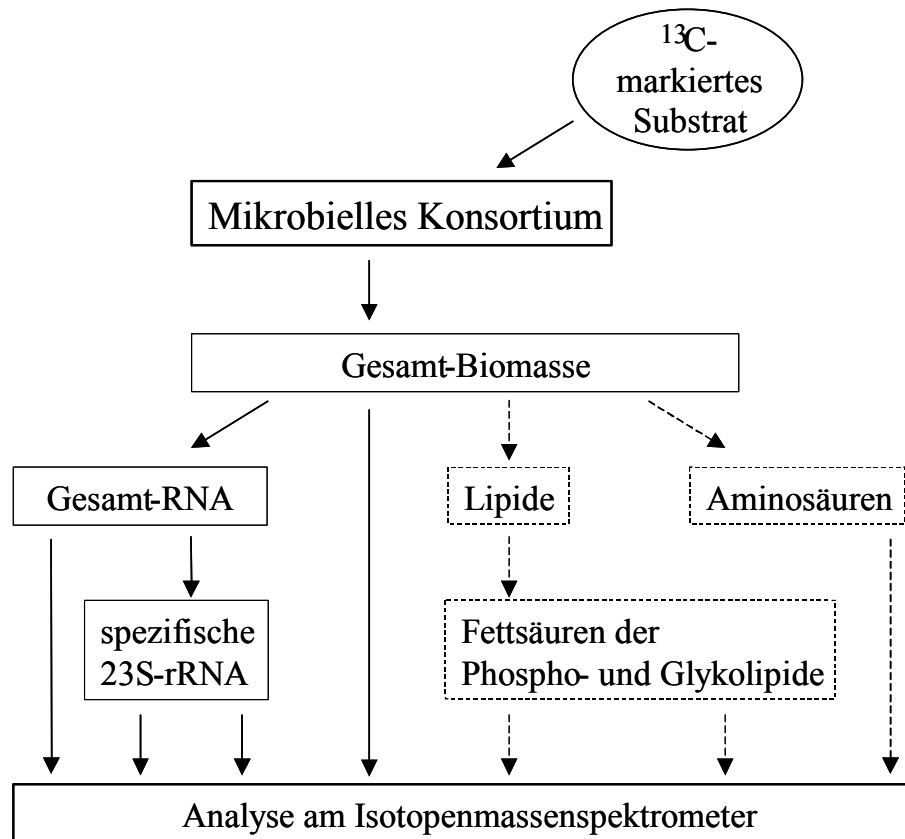 ¹³C-
markiertes
Substrat
Mikrobielles Konsortium
Gesamt-Biomasse
Gesamt-RNA
Lipide
Aminosäuren
spezifische
23S-rRNA
Fettsäuren der
Phospho- und Glykolipide
Analyse am Isotopenmassenspektrometer